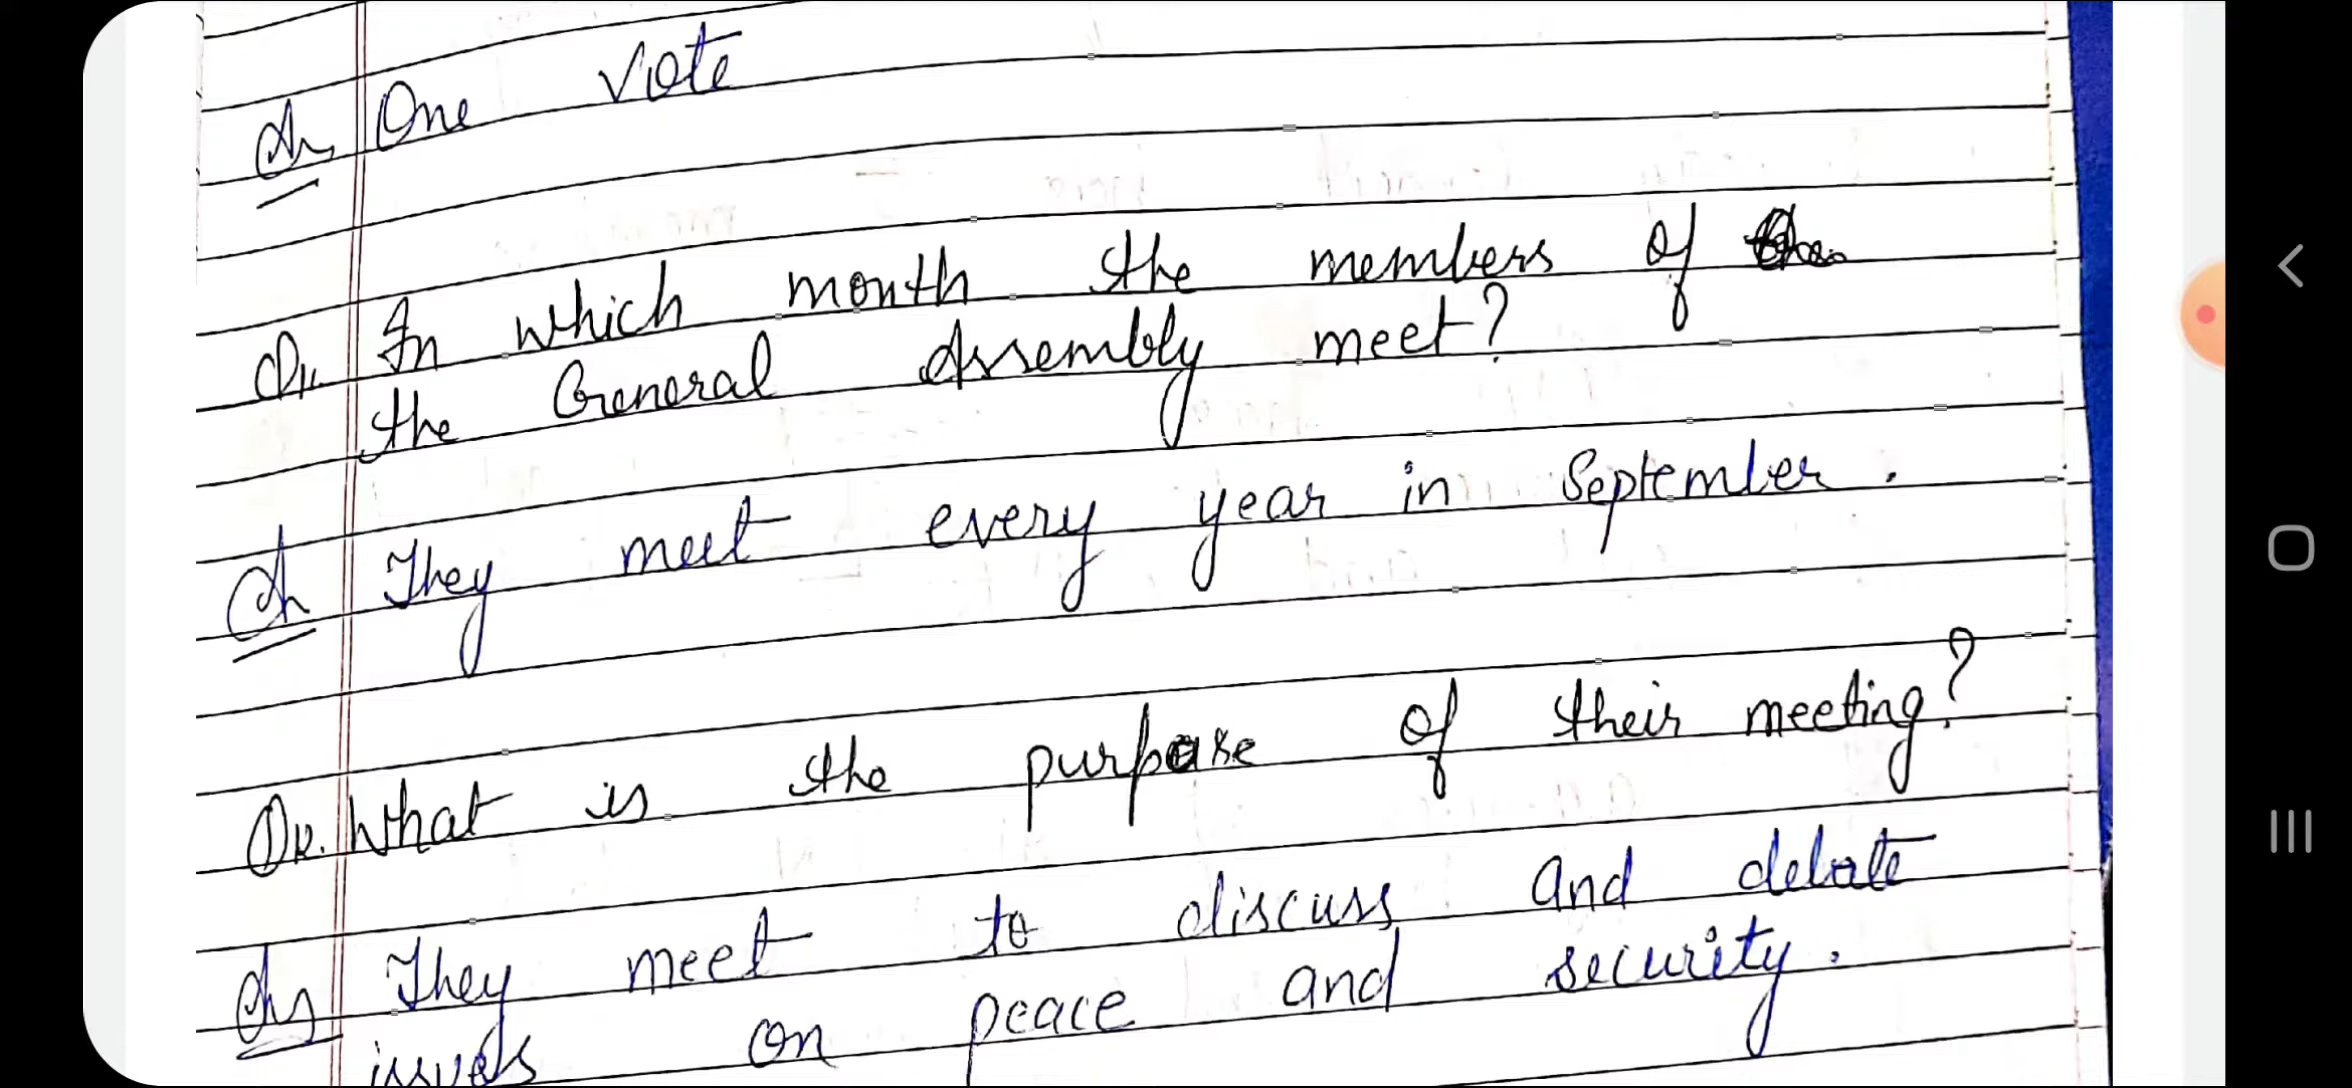 Ans One vote
Q11. In which month the members of the
the General Assembly meet?
Ans They meet every year in September.
Q12. What is the purpose of their meeting?
Ans They meet to discuss and debate
issues on peace and security.